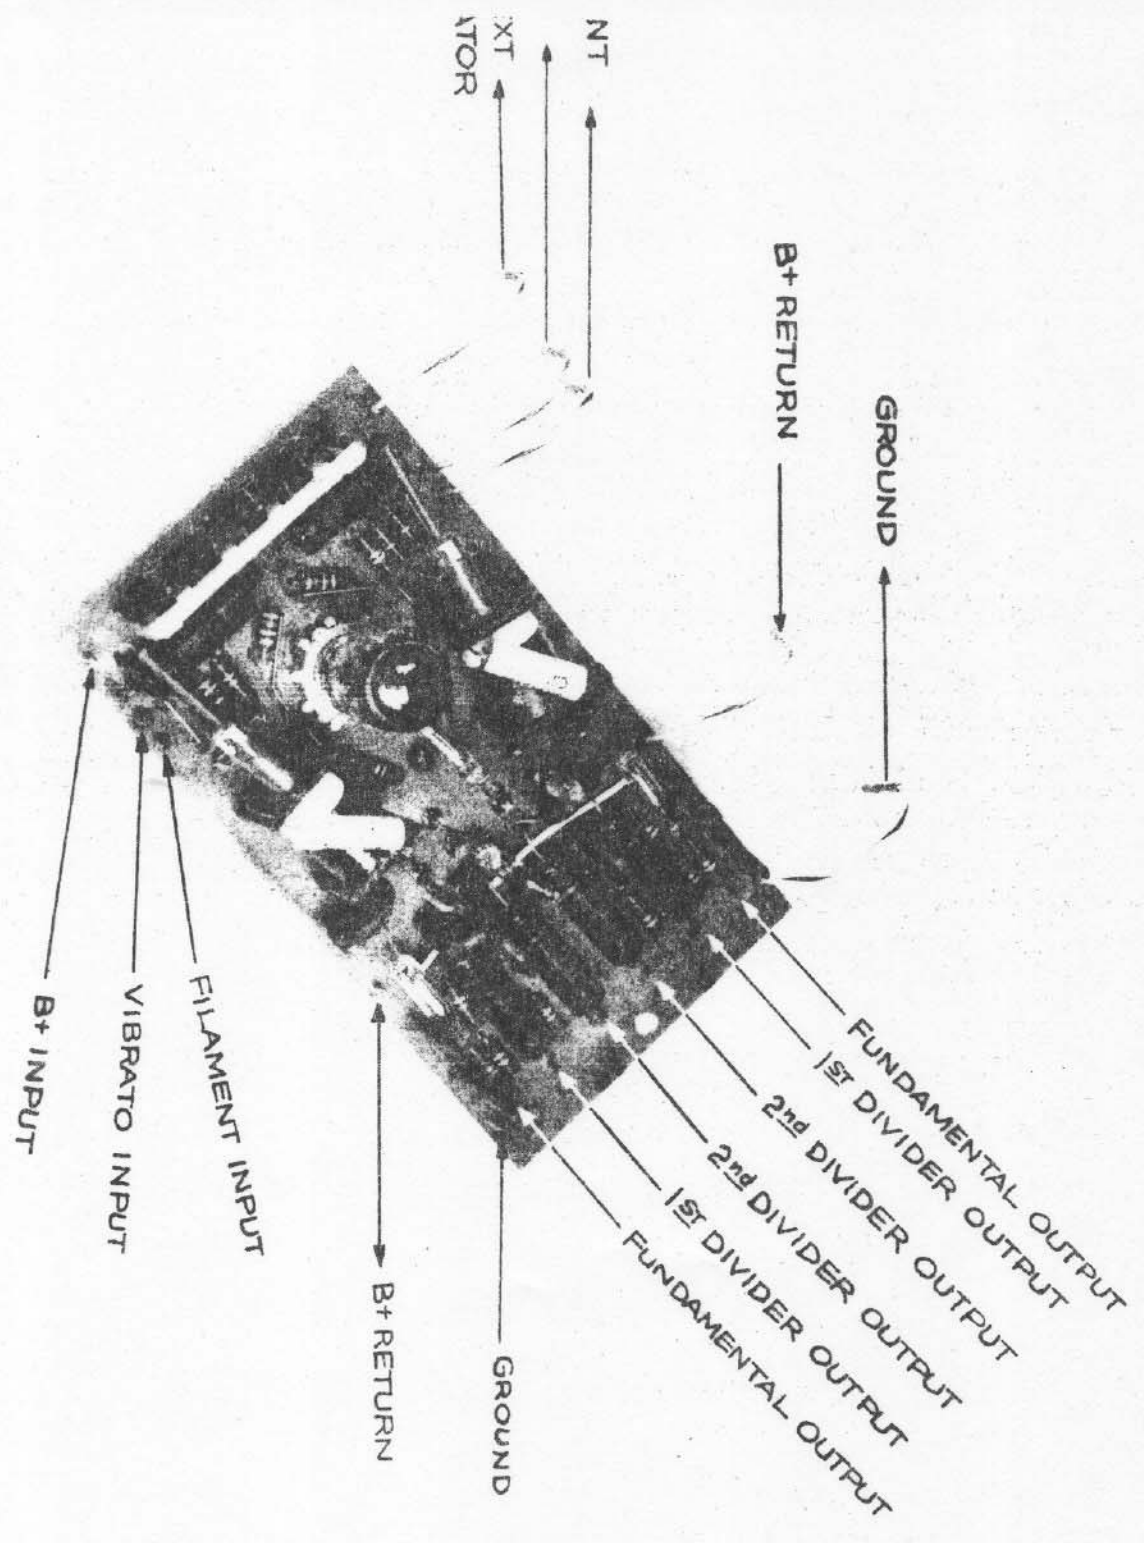 NT
XT
ATOR
B+ RETURN
GROUND
FUNDAMENTAL OUTPUT
1ST DIVIDER OUTPUT
2nd DIVIDER OUTPUT
2nd DIVIDER OUTPUT
1ST DIVIDER OUTPUT
FUNDAMENTAL OUTPUT
GROUND
B+ RETURN
FILAMENT INPUT
VIBRATO INPUT
B+ INPUT